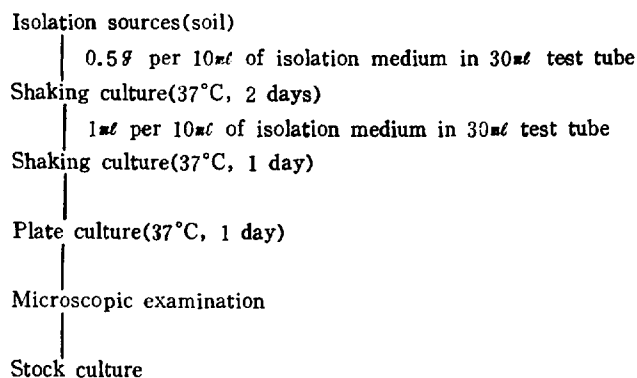 Isolation sources(soil)
0.5g per 10ml of isolation medium in 30ml test tube
Shaking culture(37°C, 2 days)
1ml per 10ml of isolation medium in 30ml test tube
Shaking culture(37°C, 1 day)
Plate culture(37°C, 1 day)
Microscopic examination
Stock culture